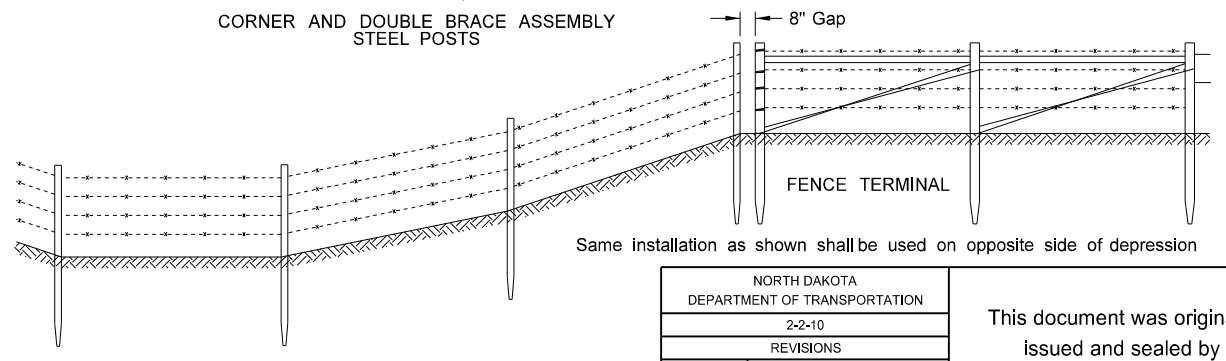 CORNER AND DOUBLE BRACE ASSEMBLY
STEEL POSTS
8" Gap
FENCE TERMINAL
Same installation as shown shall be used on opposite side of depression
NORTH DAKOTA
DEPARTMENT OF TRANSPORTATION
2-2-10
REVISIONS
This document was origina
issued and sealed by